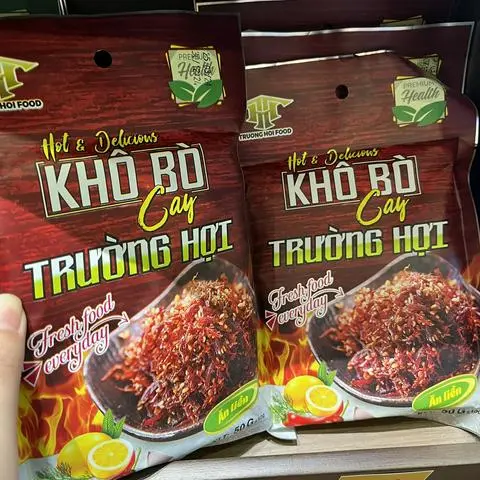 TRUONG HOI FOOD
PREMIUM
Health
Hot & Delicious
KHÔ BÒ
Cay
TRƯỜNG HỢI
Fresh food
everyday
Ăn liền
50 G
TRUONG HOI FOOD
PREMIUM
Health
Hot & Delicious
KHÔ BÒ
Cay
TRƯỜNG HỢI
Fresh food
everyday
Ăn liền